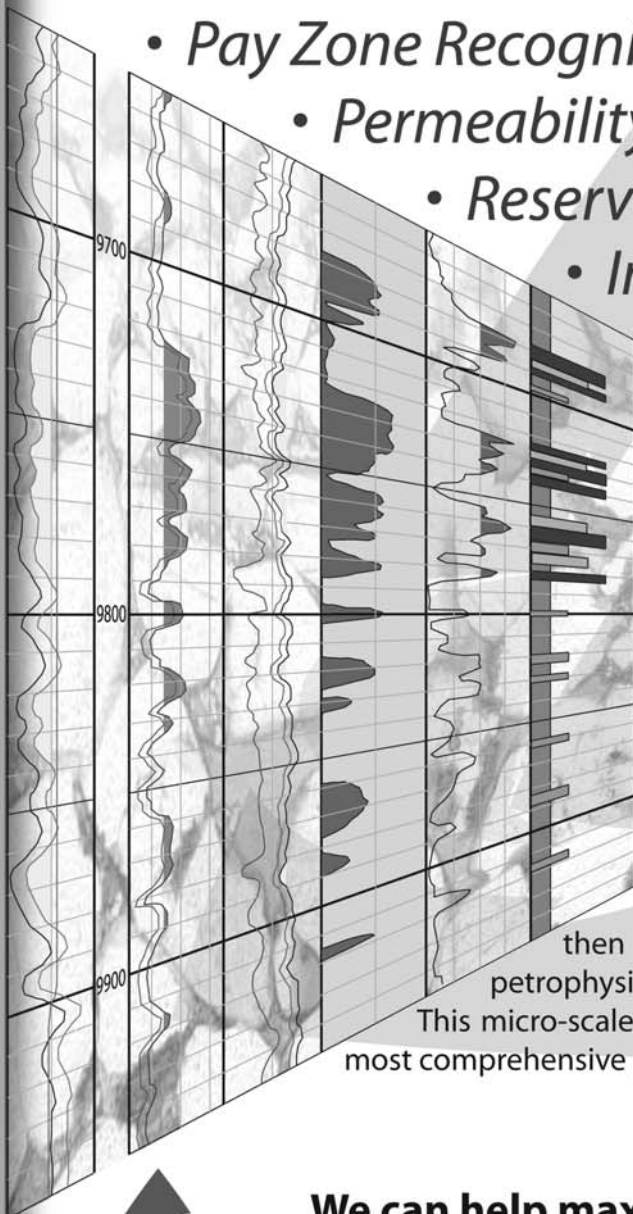 • Pay Zone Recogni
• Permeability
• Reserv
• In
9700
9800
9900
then
petrophysi
This micro-scale
most comprehensive
We can help max